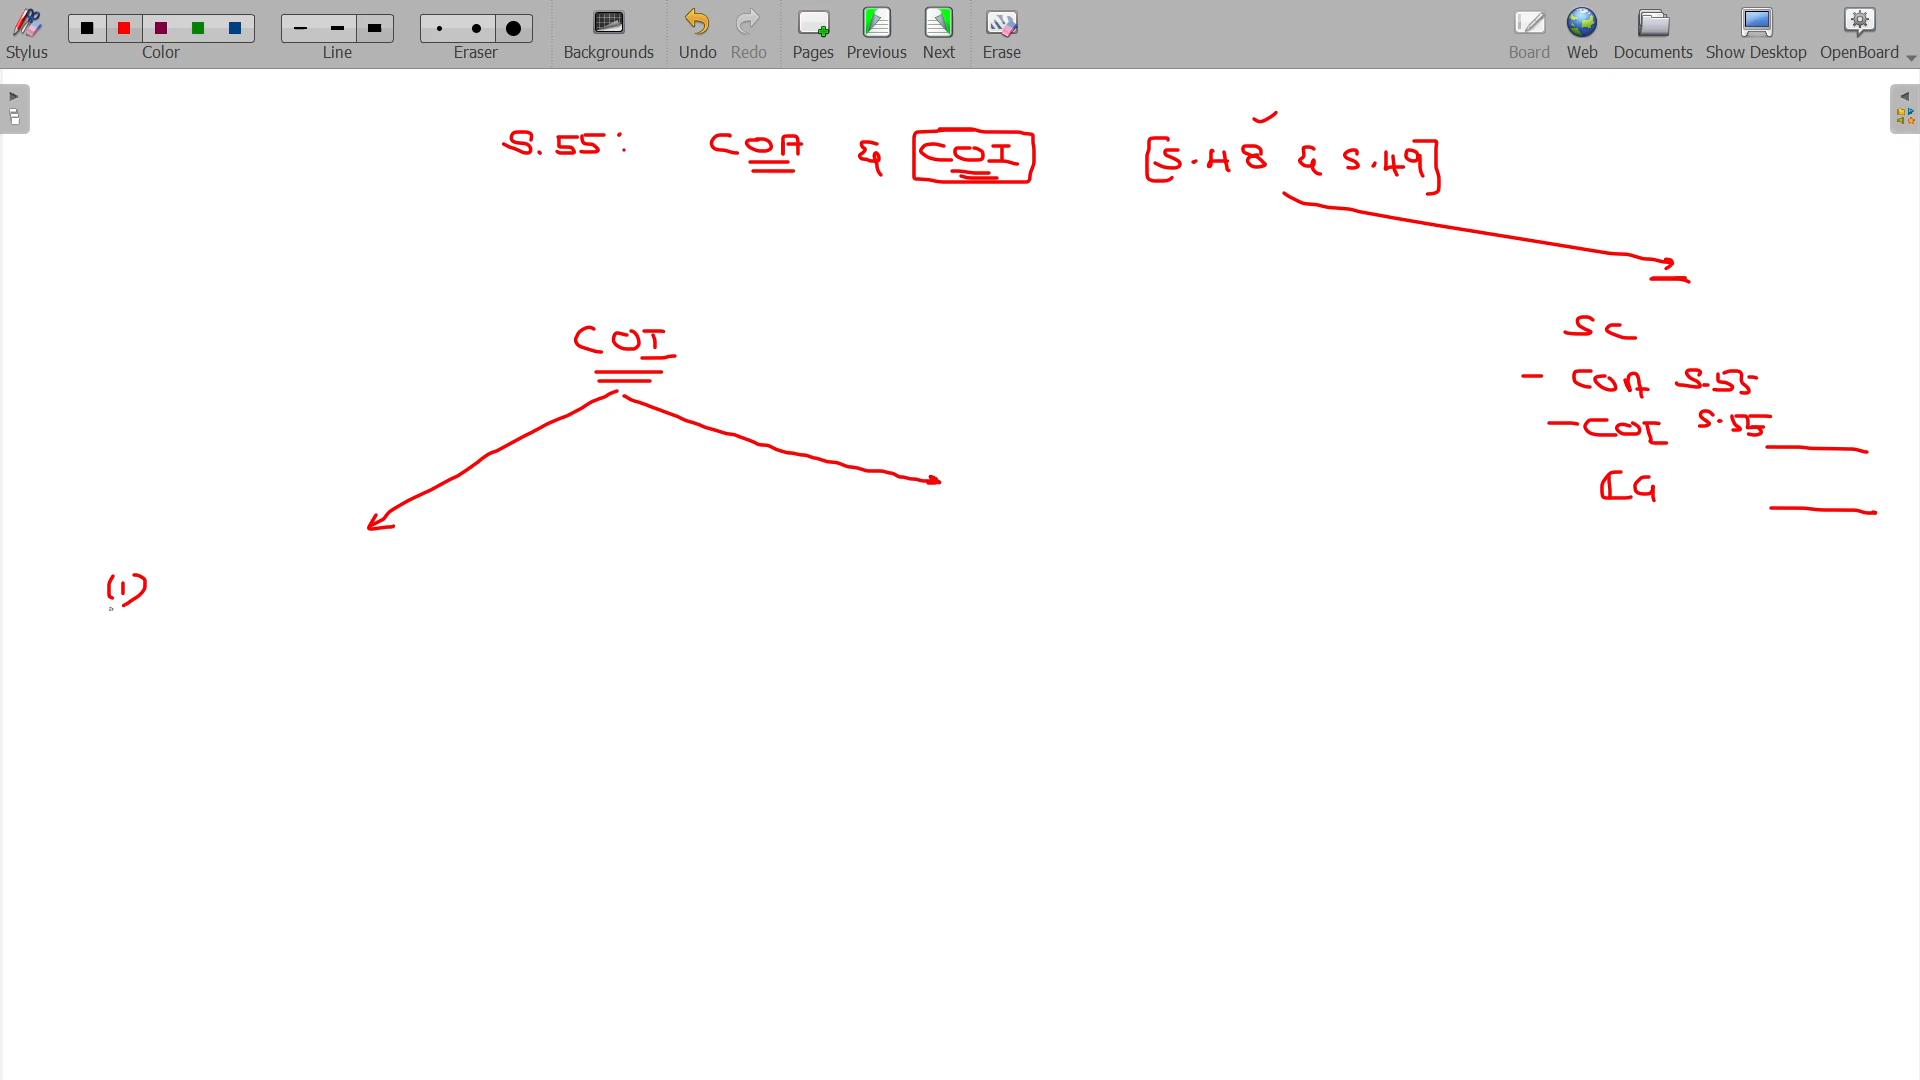 Stylus Color Line Eraser Backgrounds Undo Redo Pages Previous Next Erase Board Web Documents Show Desktop OpenBoard
S.55: COA & COI [S.48 & S.49]
COI
SC
- COA S.55
- COI S.55
CG
(1)